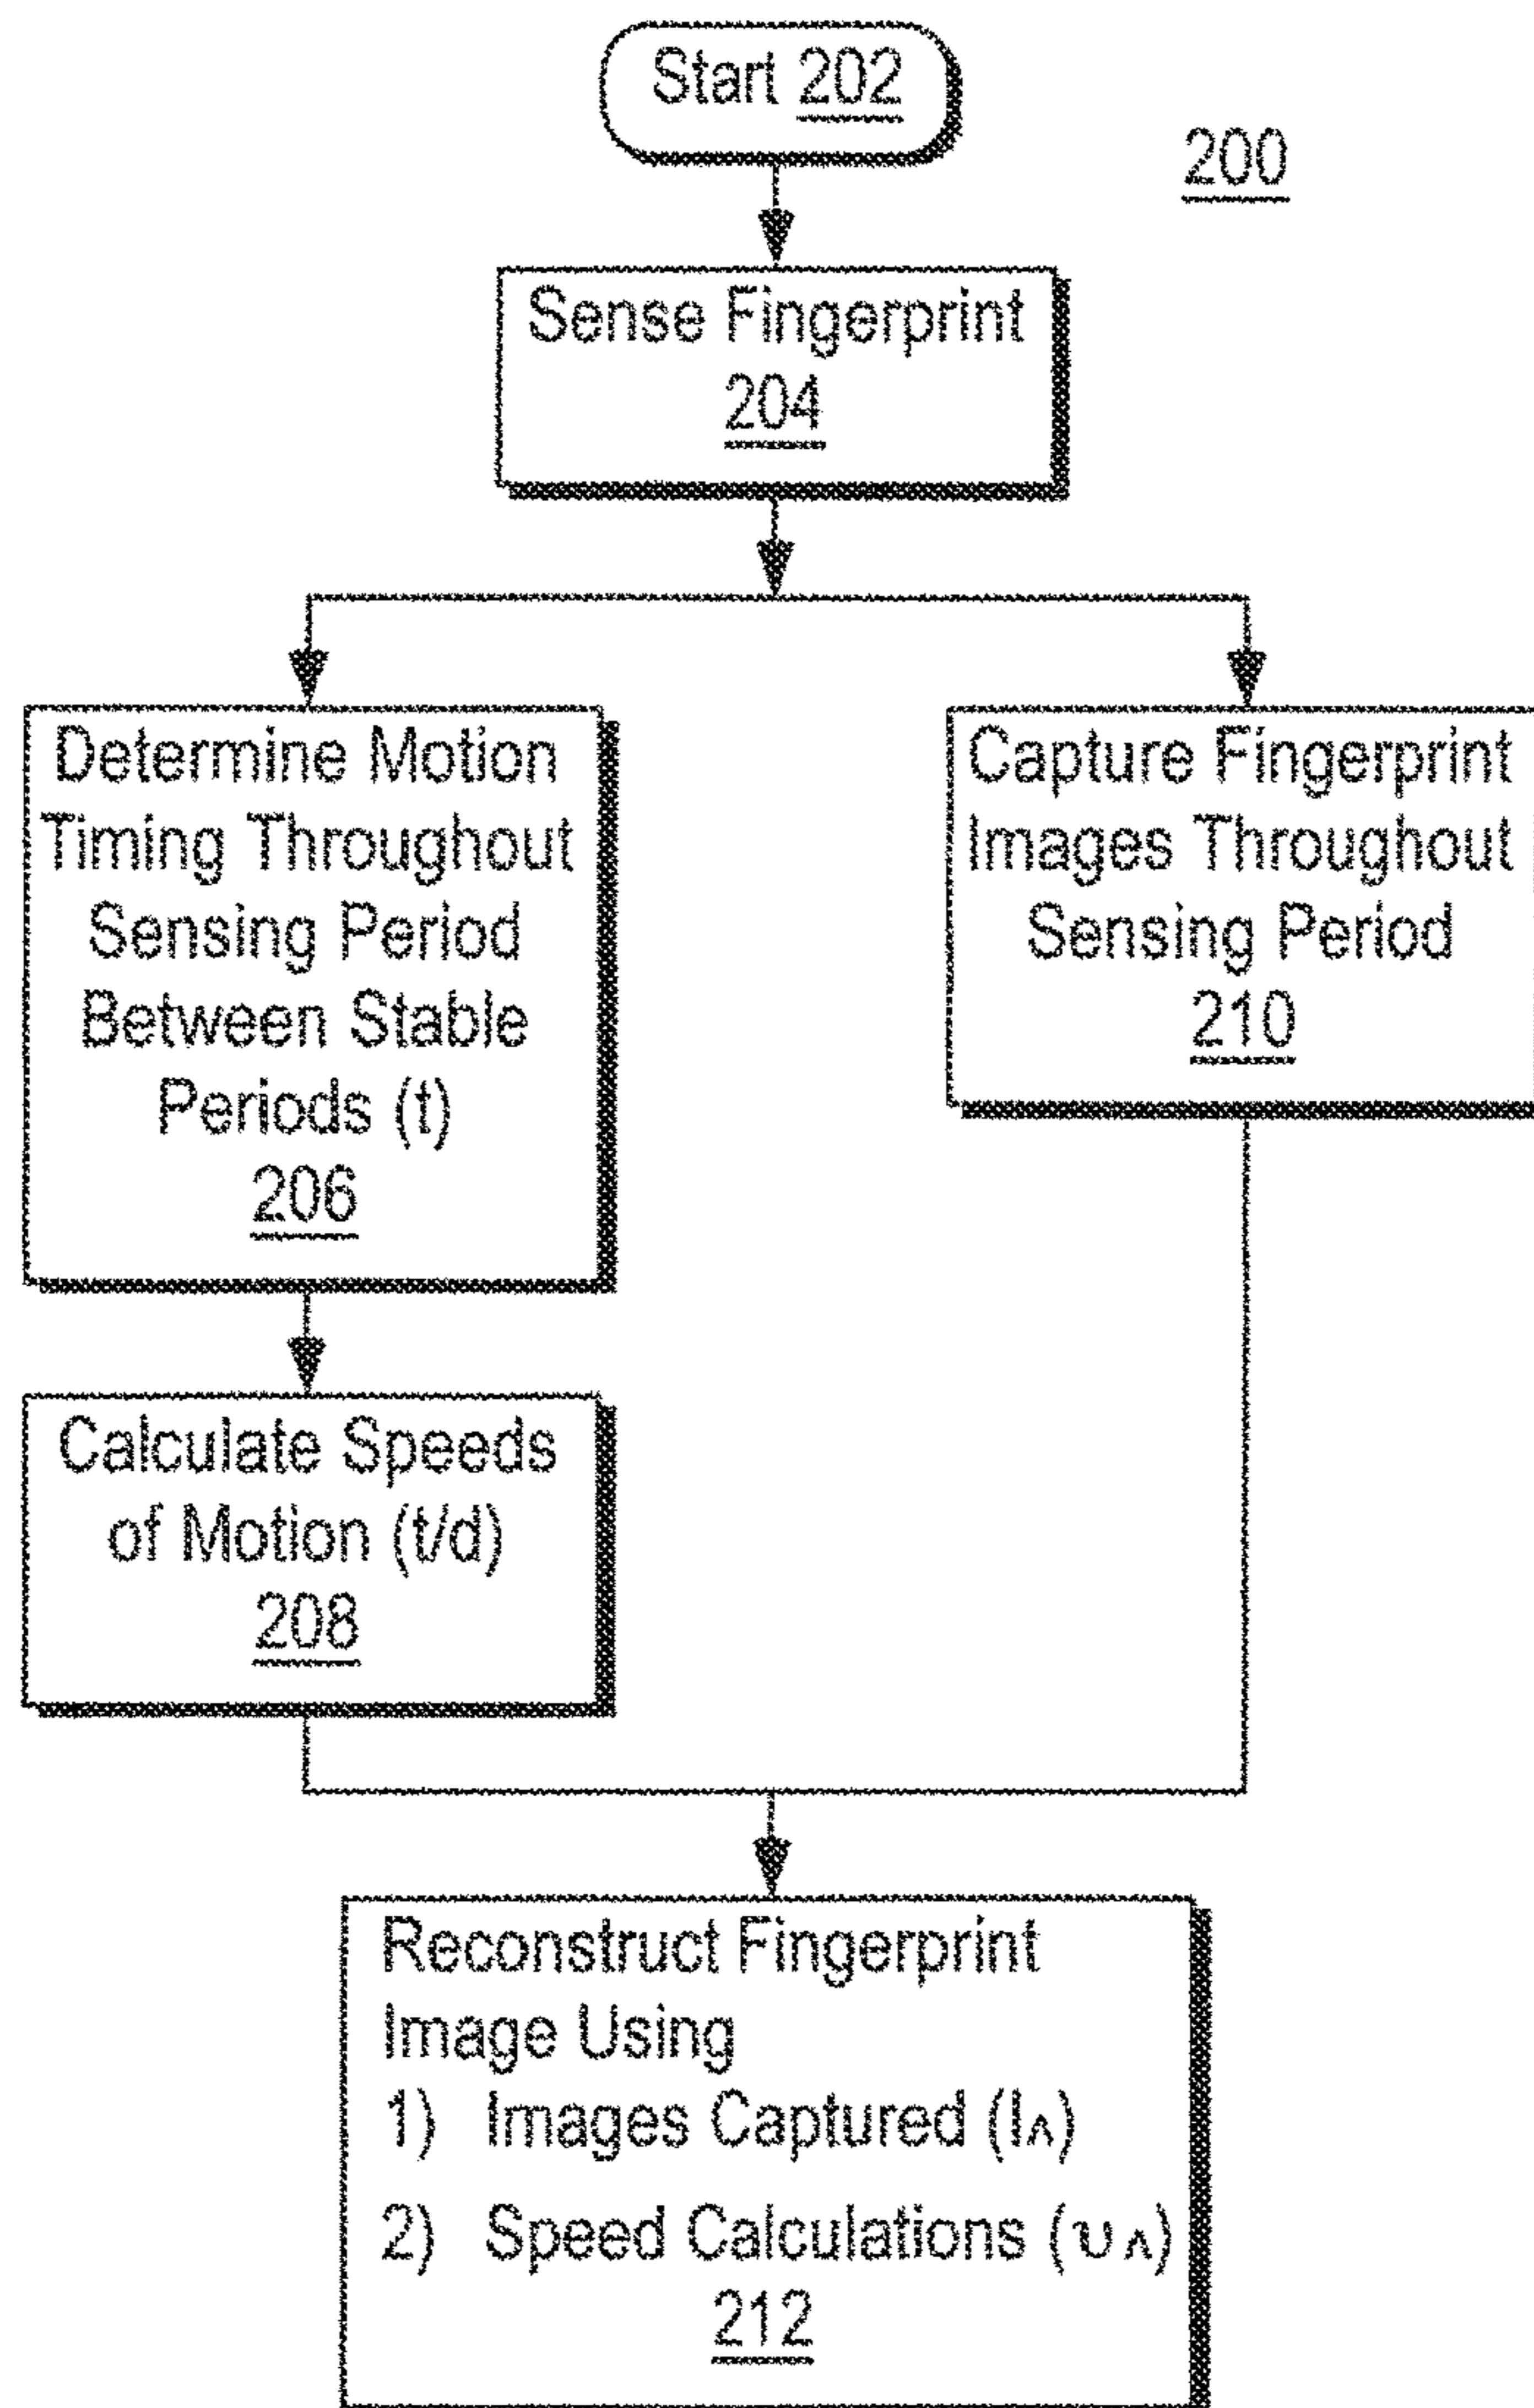 Start 202
200
Sense Fingerprint
204
Determine Motion
Timing Throughout
Sensing Period
Between Stable
Periods (t)
206
Capture Fingerprint
Images Throughout
Sensing Period
210
Calculate Speeds
of Motion (t/d)
208
Reconstruct Fingerprint
Image Using
1) Images Captured (I∧)
2) Speed Calculations (υ∧)
212